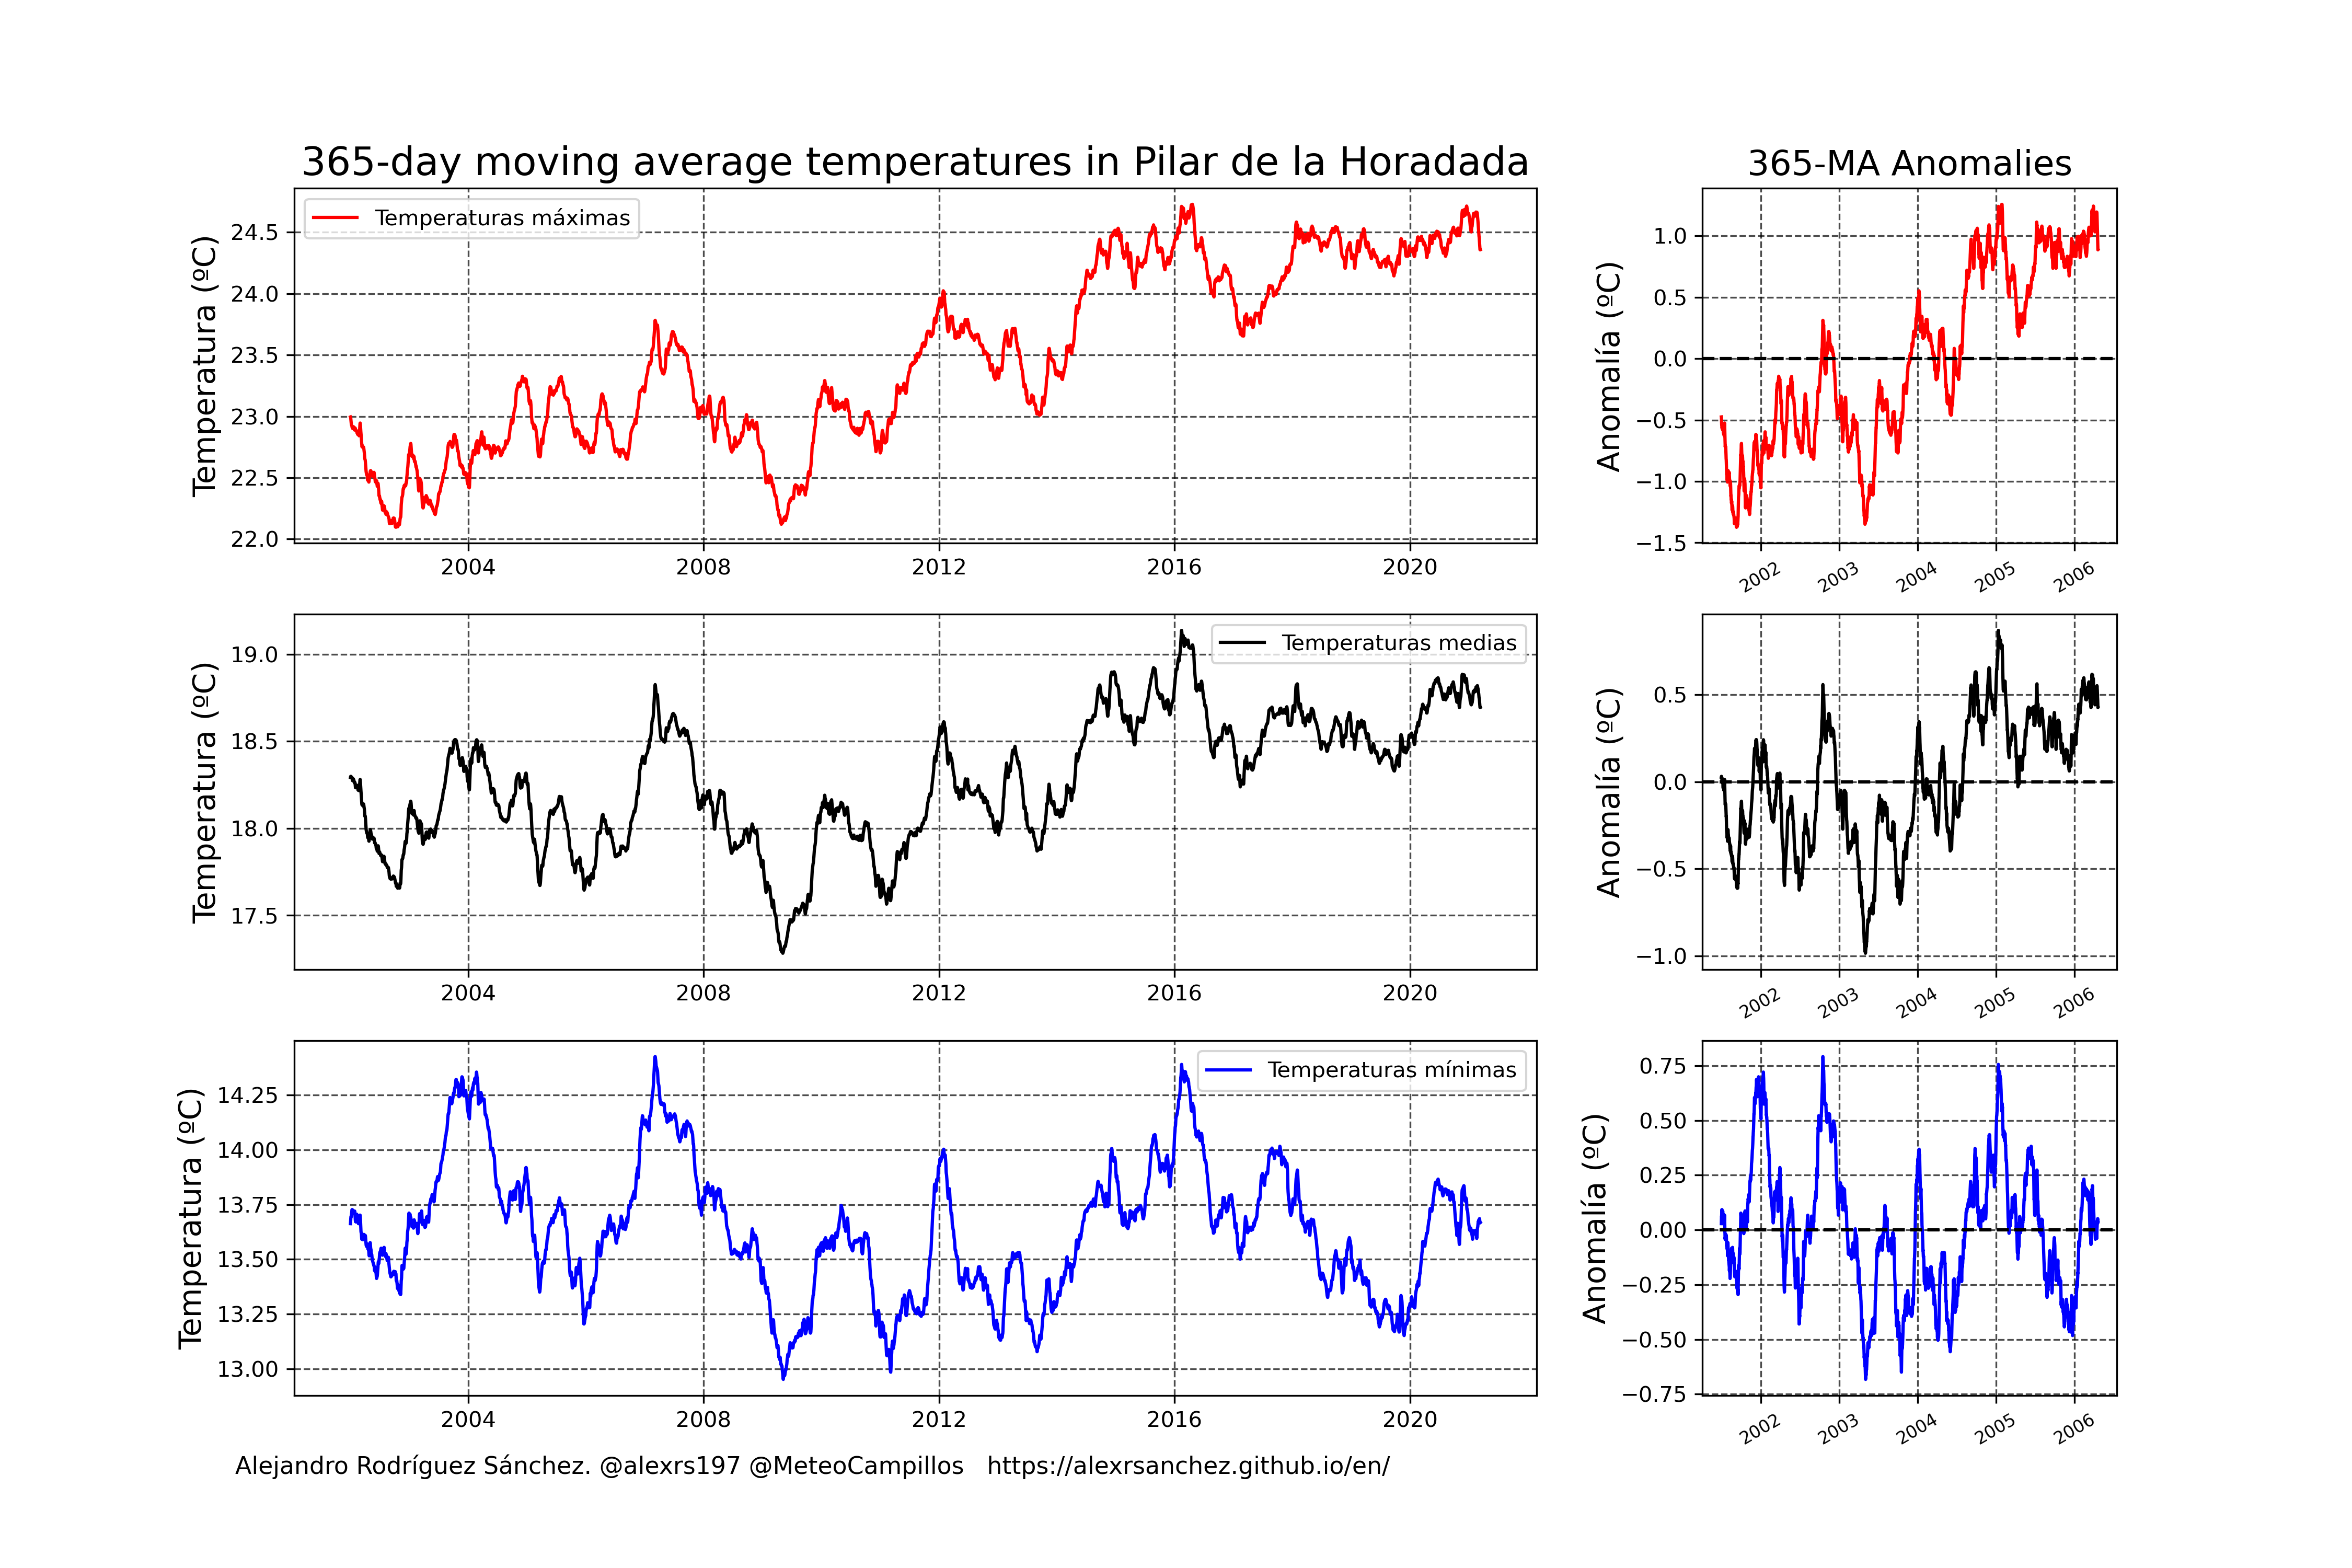 365-day moving average temperatures in Pilar de la Horadada
365-MA Anomalies
Temperatura (ºC)
24.5
24.0
23.5
23.0
22.5
22.0
Temperaturas máximas
2004 2008 2012 2016 2020
Anomalía (ºC)
1.0
0.5
0.0
−0.5
−1.0
−1.5
2002 2003 2004 2005 2006
Temperatura (ºC)
19.0
18.5
18.0
17.5
Temperaturas medias
2004 2008 2012 2016 2020
Anomalía (ºC)
0.5
0.0
−0.5
−1.0
2002 2003 2004 2005 2006
Temperatura (ºC)
14.25
14.00
13.75
13.50
13.25
13.00
Temperaturas mínimas
2004 2008 2012 2016 2020
Anomalía (ºC)
0.75
0.50
0.25
0.00
−0.25
−0.50
−0.75
2002 2003 2004 2005 2006
Alejandro Rodríguez Sánchez. @alexrs197 @MeteoCampillos https://alexrsanchez.github.io/en/